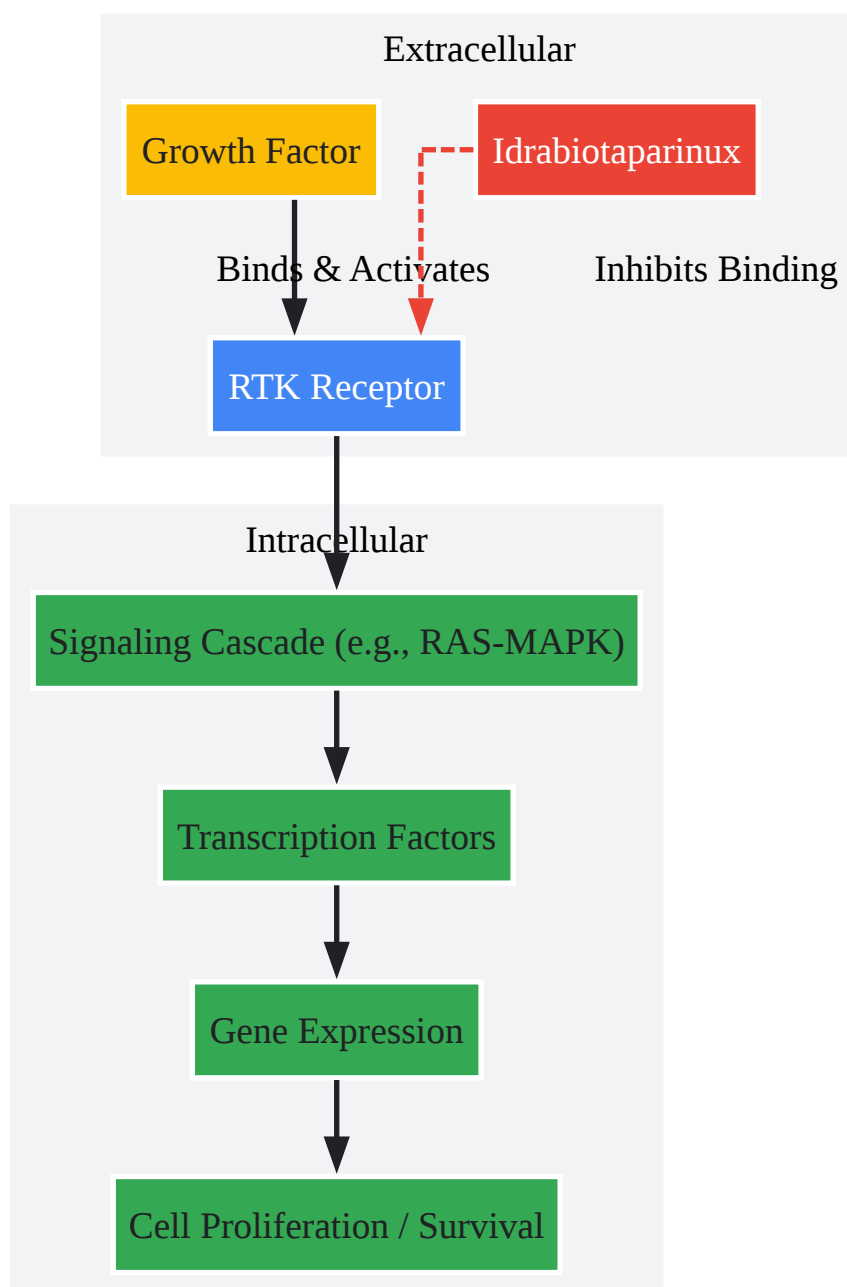 Extracellular
Growth Factor
Idrabiotaparinux
Binds & Activates
Inhibits Binding
RTK Receptor
Intracellular
Signaling Cascade (e.g., RAS-MAPK)
Transcription Factors
Gene Expression
Cell Proliferation / Survival